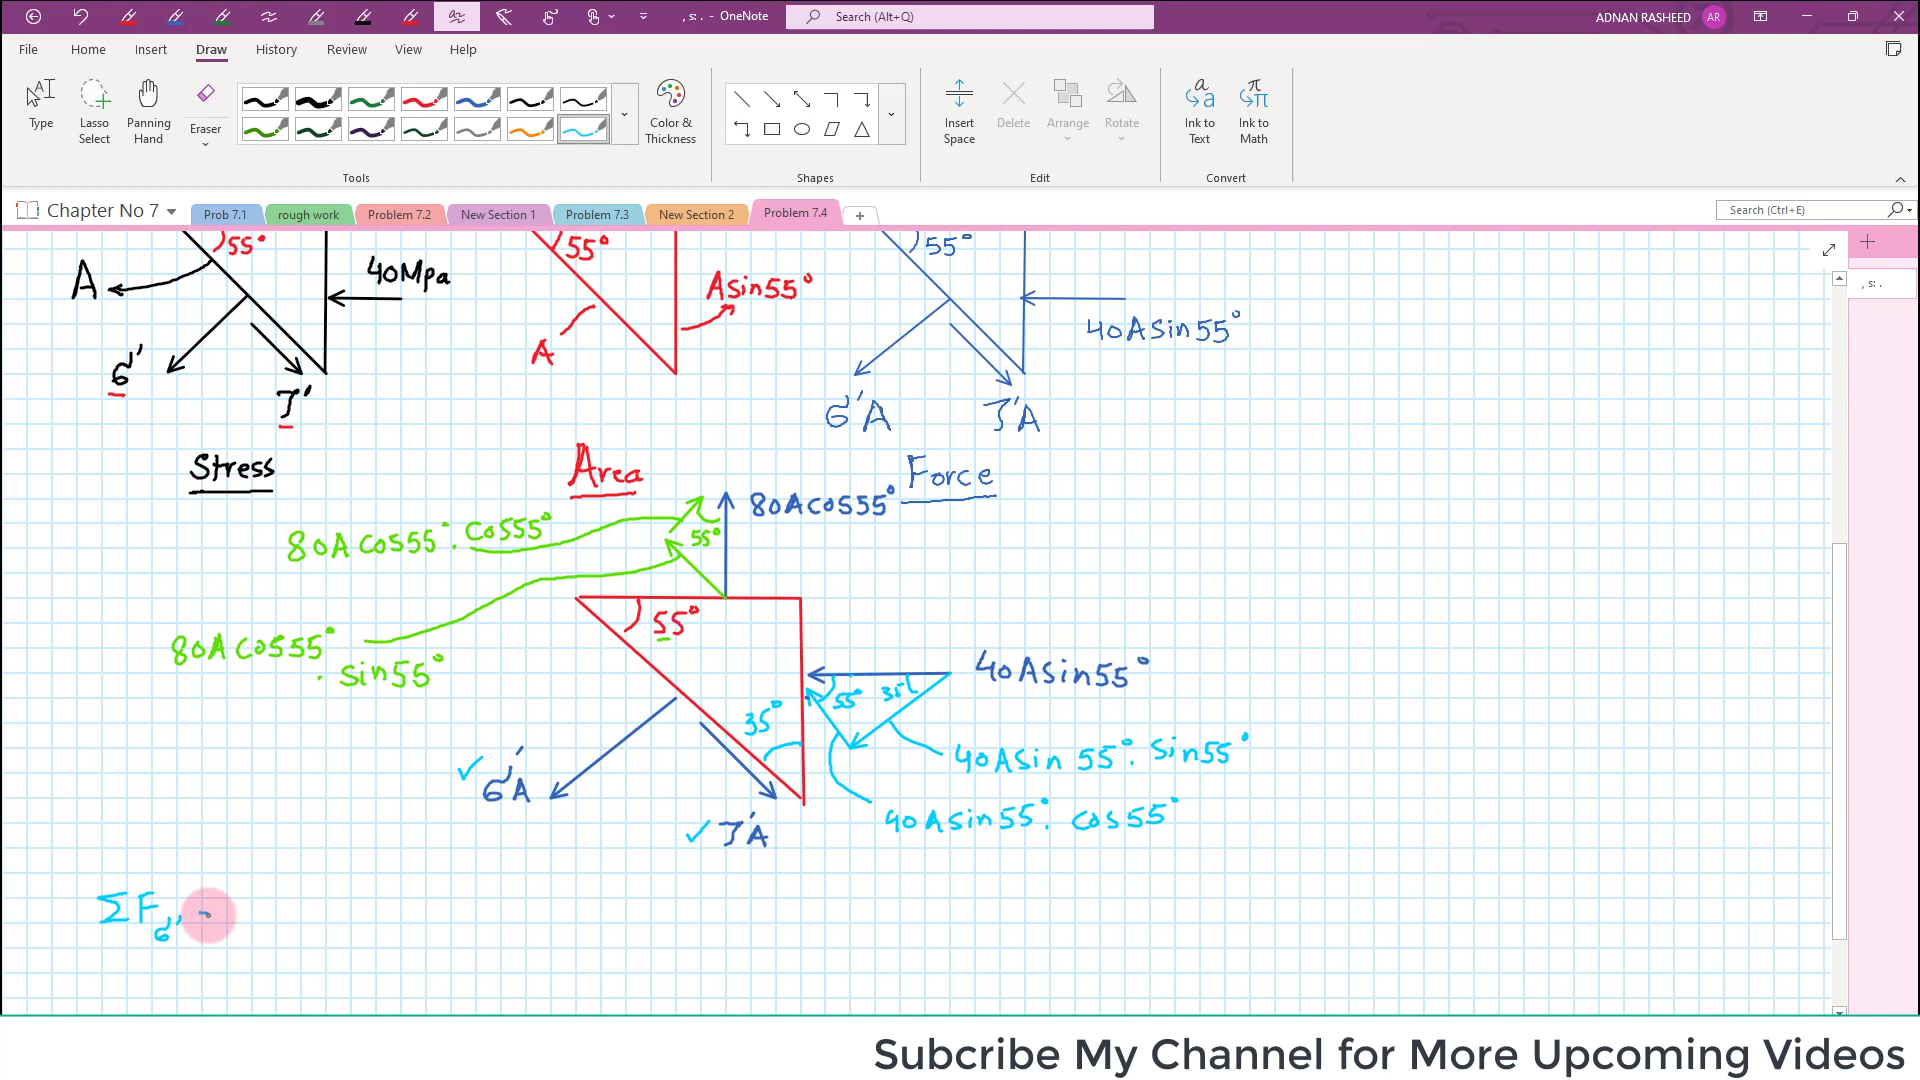 , s: . - OneNote
Search (Alt+Q)
ADNAN RASHEED AR
File Home Insert Draw History Review View Help
Type
Lasso Select
Panning Hand
Eraser
Color & Thickness
Insert Space
Delete
Arrange
Rotate
Ink to Text
Ink to Math
Tools Shapes Edit Convert
Chapter No 7 Prob 7.1 rough work Problem 7.2 New Section 1 Problem 7.3 New Section 2 Problem 7.4
Search (Ctrl+E)
, s: .
55° 55° 55°
A 40Mpa Asin55°
40Asin55°
A
σ' τ' σ'A τ'A
Stress Area Force
80Acos55°
80Acos55° . cos55° 55°
55°
80Acos55°
. sin55°
40Asin55°
55° 35°
35°
40Asin 55° . sin55°
σ'A
40Asin55° . cos55°
τ'A
ΣF σ', -
Subcribe My Channel for More Upcoming Videos